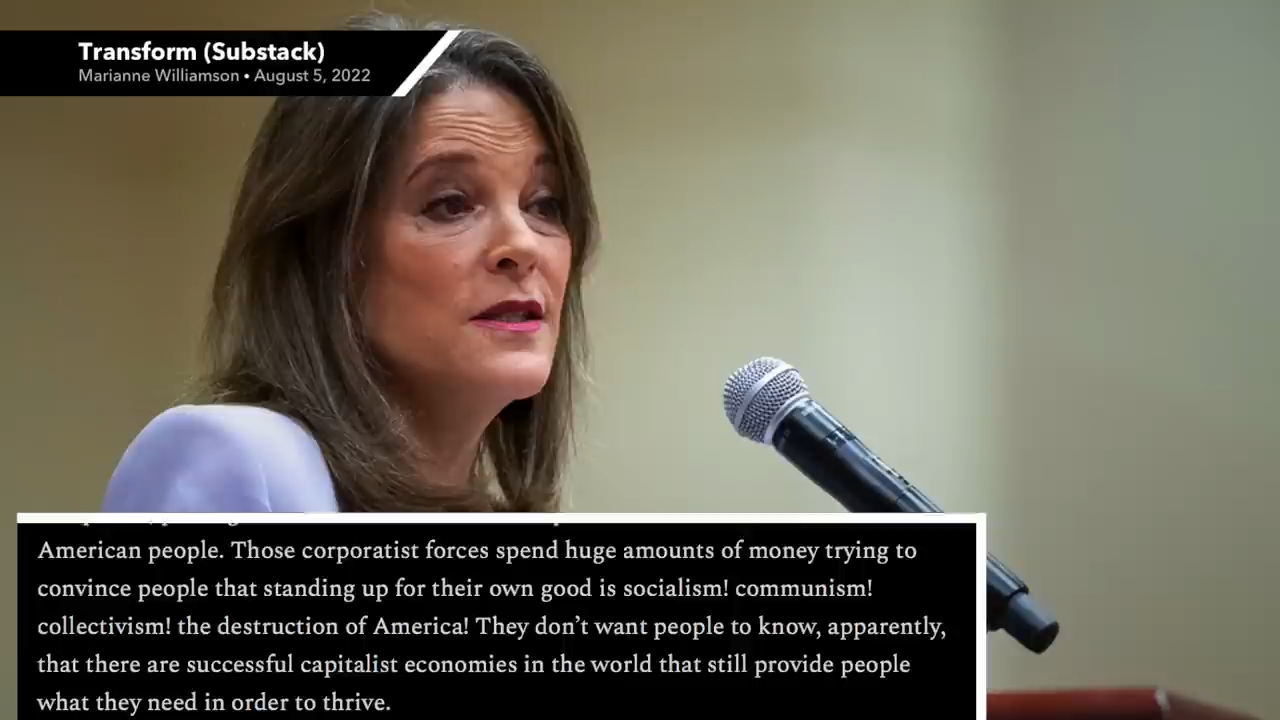 Transform (Substack)
Marianne Williamson • August 5, 2022
American people. Those corporatist forces spend huge amounts of money trying to
convince people that standing up for their own good is socialism! communism!
collectivism! the destruction of America! They don’t want people to know, apparently,
that there are successful capitalist economies in the world that still provide people
what they need in order to thrive.